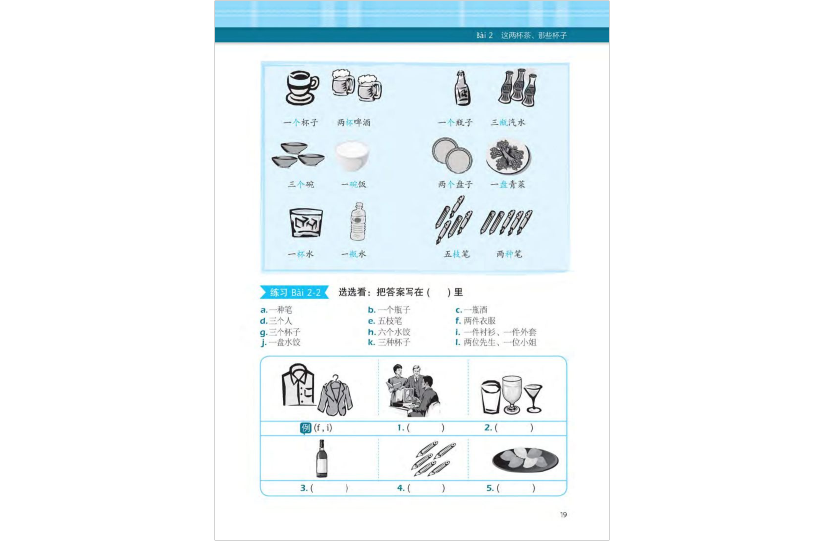 Bài 2 这两杯茶、那些杯子
一个杯子 两杯啤酒 一个瓶子 三瓶汽水
三个碗 一碗饭 两个盘子 一盘青菜
一杯水 一瓶水 五枝笔 两种笔
练习 Bài 2-2 选选看：把答案写在（ ）里
a. 一种笔 b. 一个瓶子 c. 一瓶酒
d. 三个人 e. 五枝笔 f. 两件衣服
g. 三个杯子 h. 六个水饺 i. 一件衬衫、一件外套
j. 一盘水饺 k. 三种杯子 l. 两位先生、一位小姐
例 (f , i) 1. ( ) 2. ( )
3. ( ) 4. ( ) 5. ( )
19